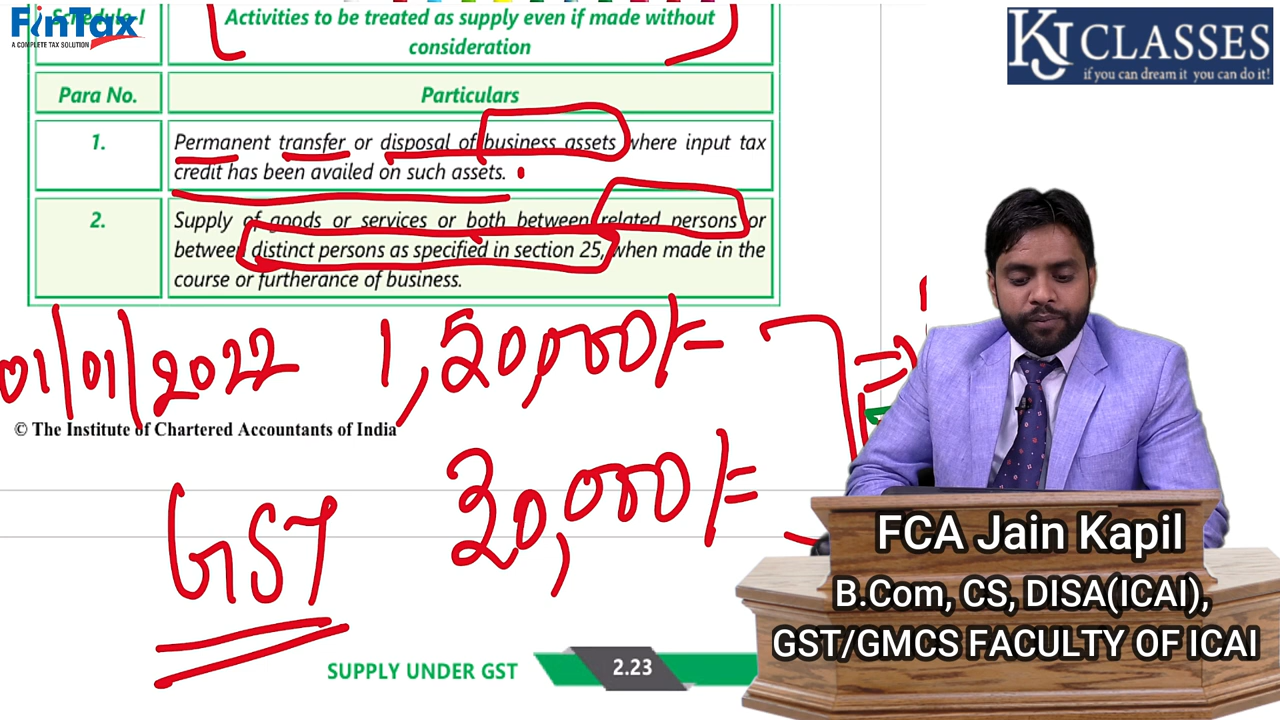 FinTax
A COMPLETE TAX SOLUTION
KJ CLASSES
if you can dream it you can do it!
Schedule I
Activities to be treated as supply even if made without
consideration
Para No.
Particulars
1.
Permanent transfer or disposal of business assets where input tax
credit has been availed on such assets.
2.
Supply of goods or services or both between related persons or
between distinct persons as specified in section 25, when made in the
course or furtherance of business.
01/01/2022 1,50,000/-
© The Institute of Chartered Accountants of India
GST 30,000/-
FCA Jain Kapil
B.Com, CS, DISA(ICAI),
GST/GMCS FACULTY OF ICAI
SUPPLY UNDER GST 2.23